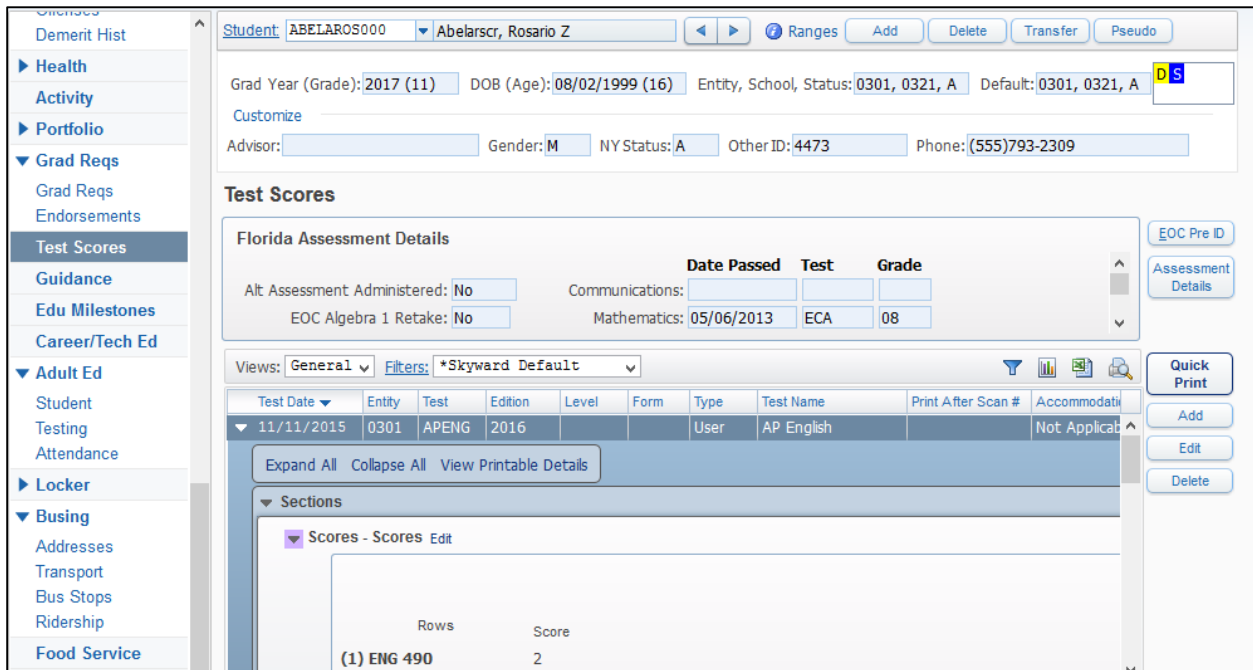 Offenses
Demerit Hist
Health
Activity
Portfolio
Grad Reqs
Grad Reqs
Endorsements
Test Scores
Guidance
Edu Milestones
Career/Tech Ed
Adult Ed
Student
Testing
Attendance
Locker
Busing
Addresses
Transport
Bus Stops
Ridership
Food Service
Student: ABELAROS000 Abelarscr, Rosario Z Ranges Add Delete Transfer Pseudo
Grad Year (Grade): 2017 (11) DOB (Age): 08/02/1999 (16) Entity, School, Status: 0301, 0321, A Default: 0301, 0321, A D S
Customize
Advisor: Gender: M NY Status: A Other ID: 4473 Phone: (555)793-2309
Test Scores
Florida Assessment Details
Date Passed Test Grade
Alt Assessment Administered: No Communications:
EOC Algebra 1 Retake: No Mathematics: 05/06/2013 ECA 08
EOC Pre ID
Assessment
Details
Views: General Filters: *Skyward Default
Test Date Entity Test Edition Level Form Type Test Name Print After Scan # Accommodati
11/11/2015 0301 APENG 2016 User AP English Not Applicab
Expand All Collapse All View Printable Details
Sections
Scores - Scores Edit
Rows Score
(1) ENG 490 2
Quick
Print
Add
Edit
Delete